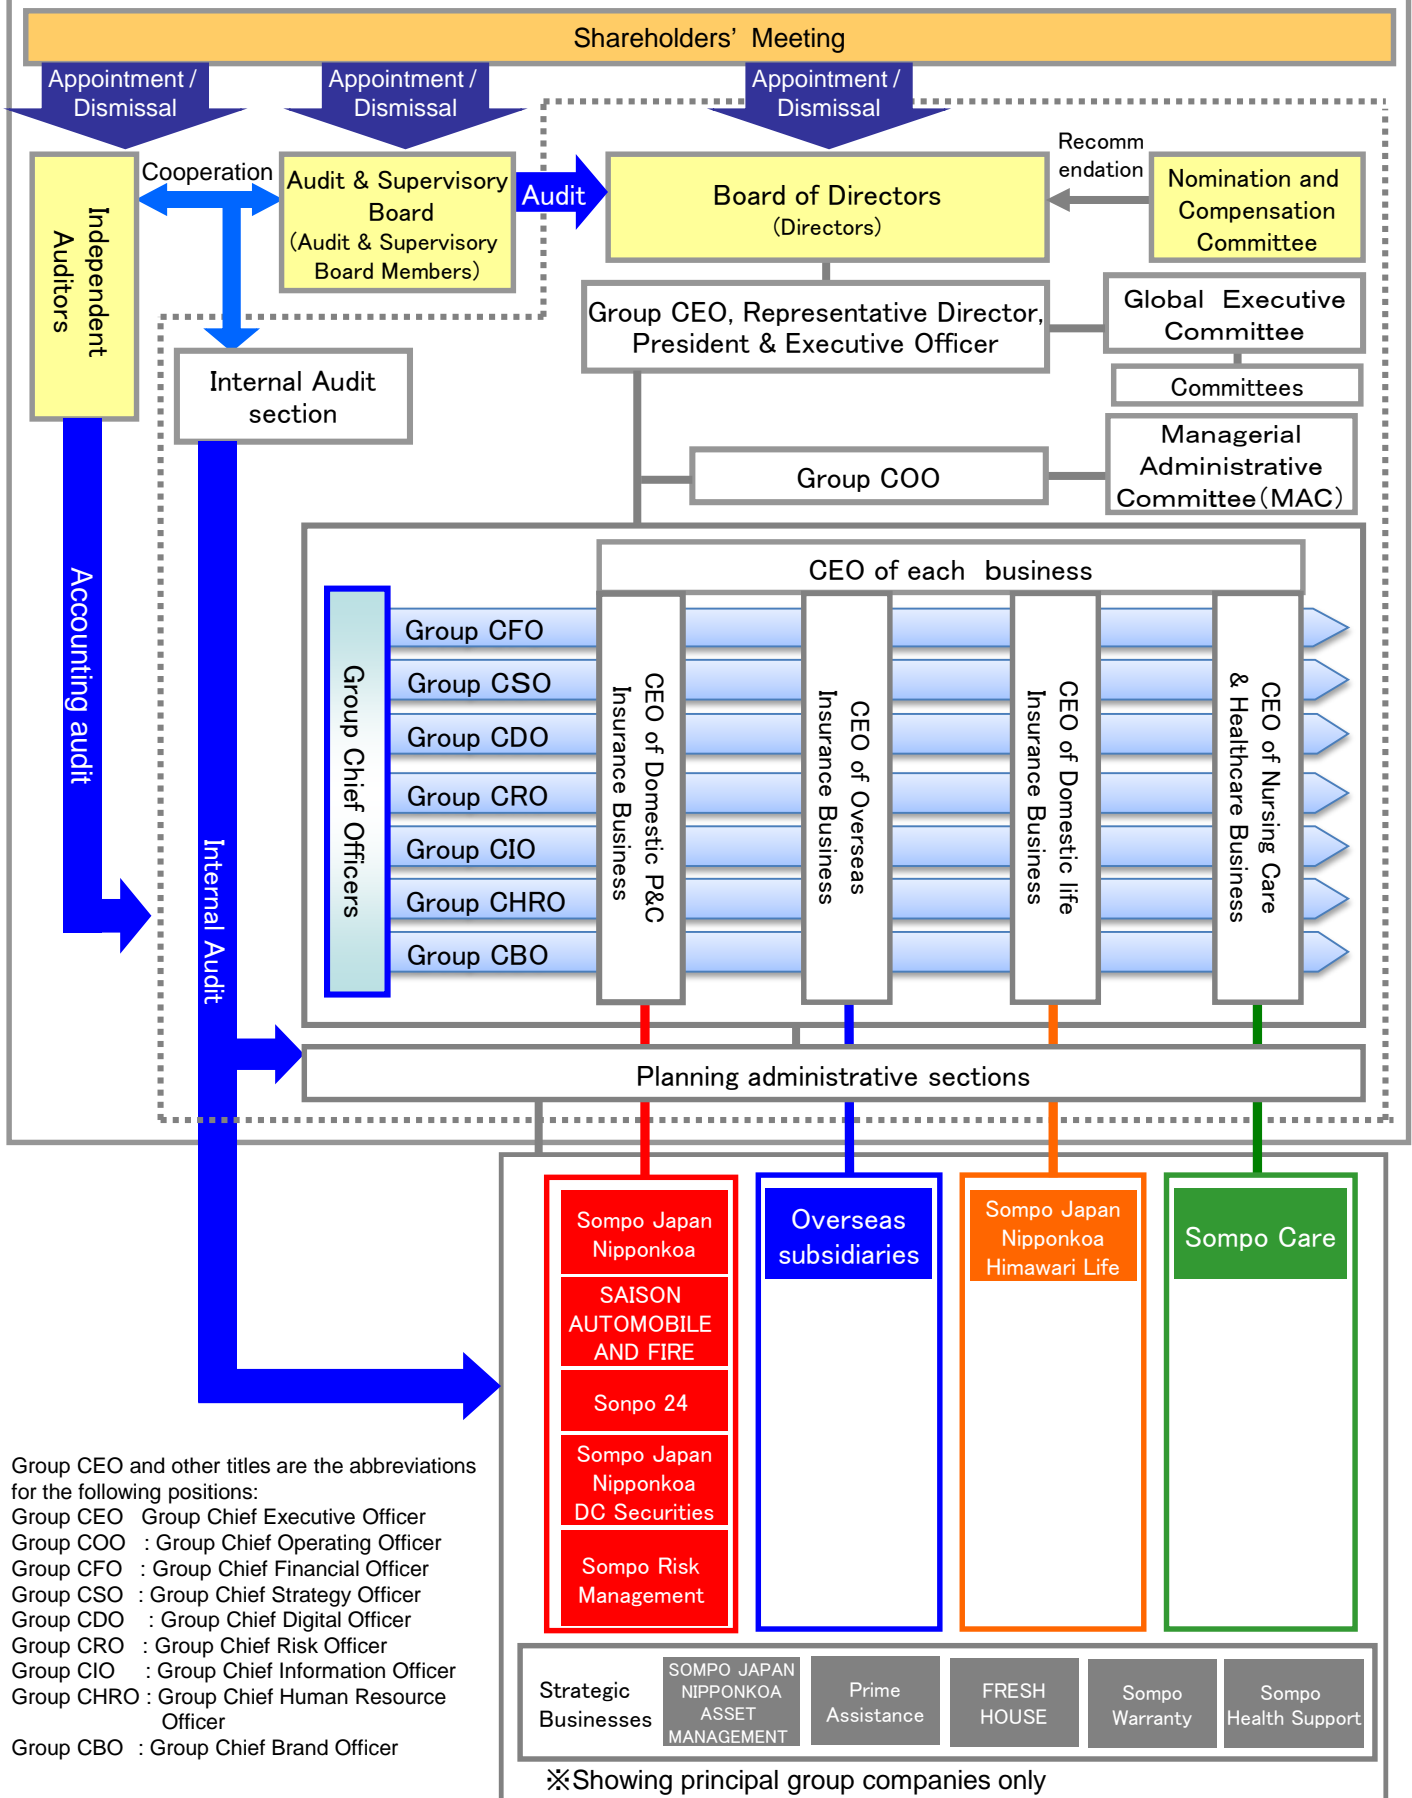 Shareholders’ Meeting
Appointment /
Dismissal
Appointment /
Dismissal
Appointment /
Dismissal
Independent
Auditors
Cooperation
Audit & Supervisory
Board
(Audit & Supervisory
Board Members)
Audit
Board of Directors
(Directors)
Recomm
endation
Nomination and
Compensation
Committee
Group CEO, Representative Director,
President & Executive Officer
Global Executive
Committee
Committees
Internal Audit
section
Group COO
Managerial
Administrative
Committee(MAC)
Accounting audit
Internal Audit
CEO of each business
Group Chief Officers
Group CFO
Group CSO
Group CDO
Group CRO
Group CIO
Group CHRO
Group CBO
CEO of Domestic P&C
Insurance Business
CEO of Overseas
Insurance Business
CEO of Domestic life
Insurance Business
CEO of Nursing Care
& Healthcare Business
Planning administrative sections
Sompo Japan
Nipponkoa
SAISON
AUTOMOBILE
AND FIRE
Sonpo 24
Sompo Japan
Nipponkoa
DC Securities
Sompo Risk
Management
Overseas
subsidiaries
Sompo Japan
Nipponkoa
Himawari Life
Sompo Care
Strategic
Businesses
SOMPO JAPAN
NIPPONKOA
ASSET
MANAGEMENT
Prime
Assistance
FRESH
HOUSE
Sompo
Warranty
Sompo
Health Support
※Showing principal group companies only
Group CEO and other titles are the abbreviations
for the following positions:
Group CEO Group Chief Executive Officer
Group COO : Group Chief Operating Officer
Group CFO : Group Chief Financial Officer
Group CSO : Group Chief Strategy Officer
Group CDO : Group Chief Digital Officer
Group CRO : Group Chief Risk Officer
Group CIO : Group Chief Information Officer
Group CHRO : Group Chief Human Resource
Officer
Group CBO : Group Chief Brand Officer